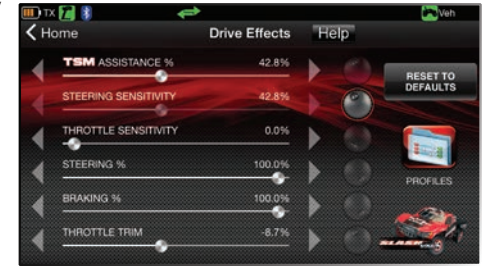 TX Veh
Home Drive Effects Help
TSM ASSISTANCE % 42.8%
RESET TO
DEFAULTS
STEERING SENSITIVITY 42.8%
THROTTLE SENSITIVITY 0.0%
STEERING % 100.0%
PROFILES
BRAKING % 100.0%
THROTTLE TRIM -8.7%
SLASH